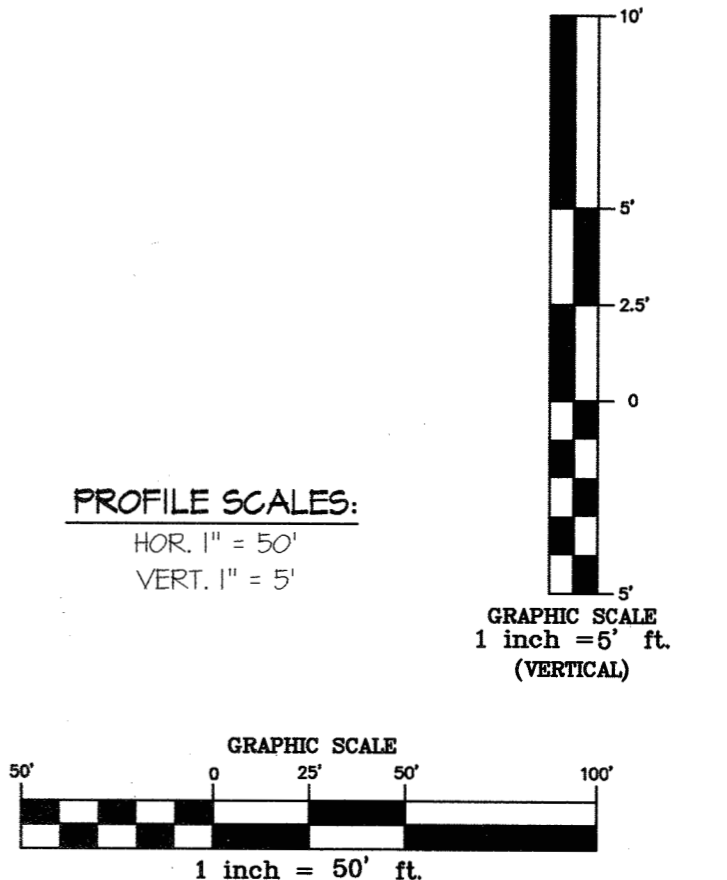 10'
5'
2.5'
0
5'
GRAPHIC SCALE
1 inch =5' ft.
(VERTICAL)
PROFILE SCALES:
HOR. 1" = 50'
VERT. 1" = 5'
GRAPHIC SCALE
50' 0 25' 50' 100'
1 inch = 50' ft.